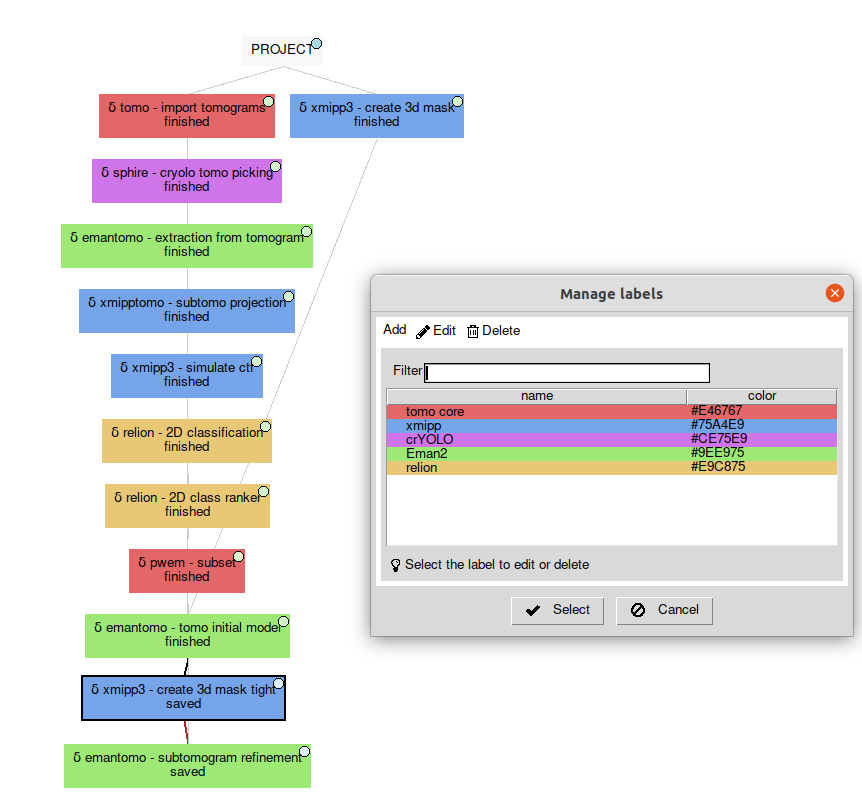 PROJECT
δ tomo - import tomograms
finished
δ xmipp3 - create 3d mask
finished
δ sphire - cryolo tomo picking
finished
δ emantomo - extraction from tomogram
finished
δ xmipptomo - subtomo projection
finished
δ xmipp3 - simulate ctf
finished
δ relion - 2D classification
finished
δ relion - 2D class ranker
finished
δ pwem - subset
finished
δ emantomo - tomo initial model
finished
δ xmipp3 - create 3d mask tight
saved
δ emantomo - subtomogram refinement
saved
Manage labels
Add Edit Delete
Filter
name color
tomo core #E46767
xmipp #75A4E9
crYOLO #CE75E9
Eman2 #9EE975
relion #E9C875
Select the label to edit or delete
Select Cancel